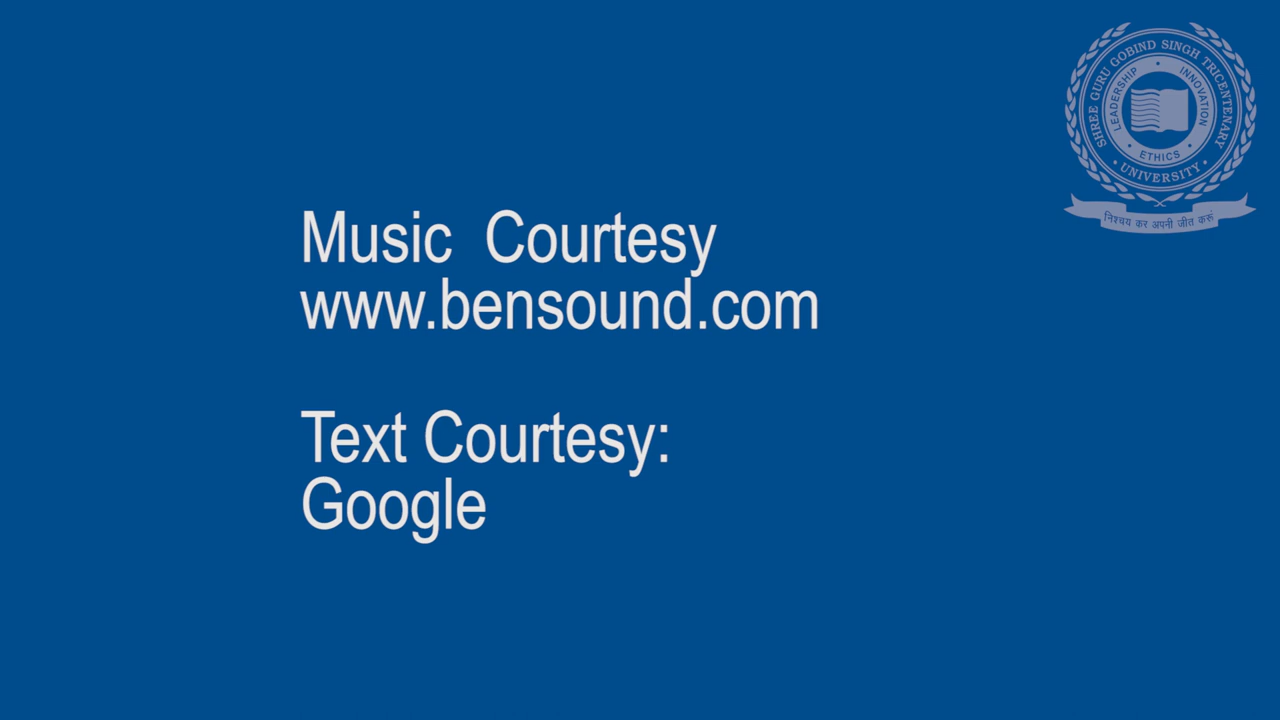 Music  Courtesy
www.bensound.com
Text Courtesy:
Google
SHREE GURU GOBIND SINGH TRICENTENARY
• UNIVERSITY •
LEADERSHIP • INNOVATION
• ETHICS •
निश्चय कर अपनी जीत करूं